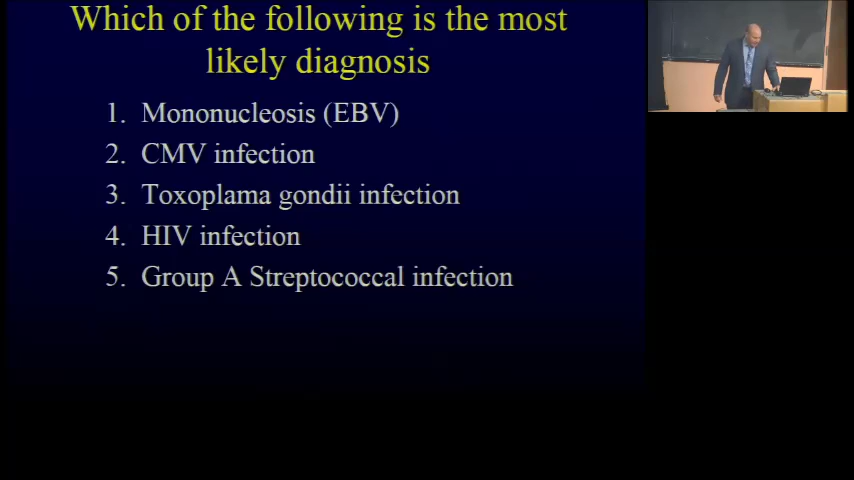 Which of the following is the most
likely diagnosis
1. Mononucleosis (EBV)
2. CMV infection
3. Toxoplama gondii infection
4. HIV infection
5. Group A Streptococcal infection